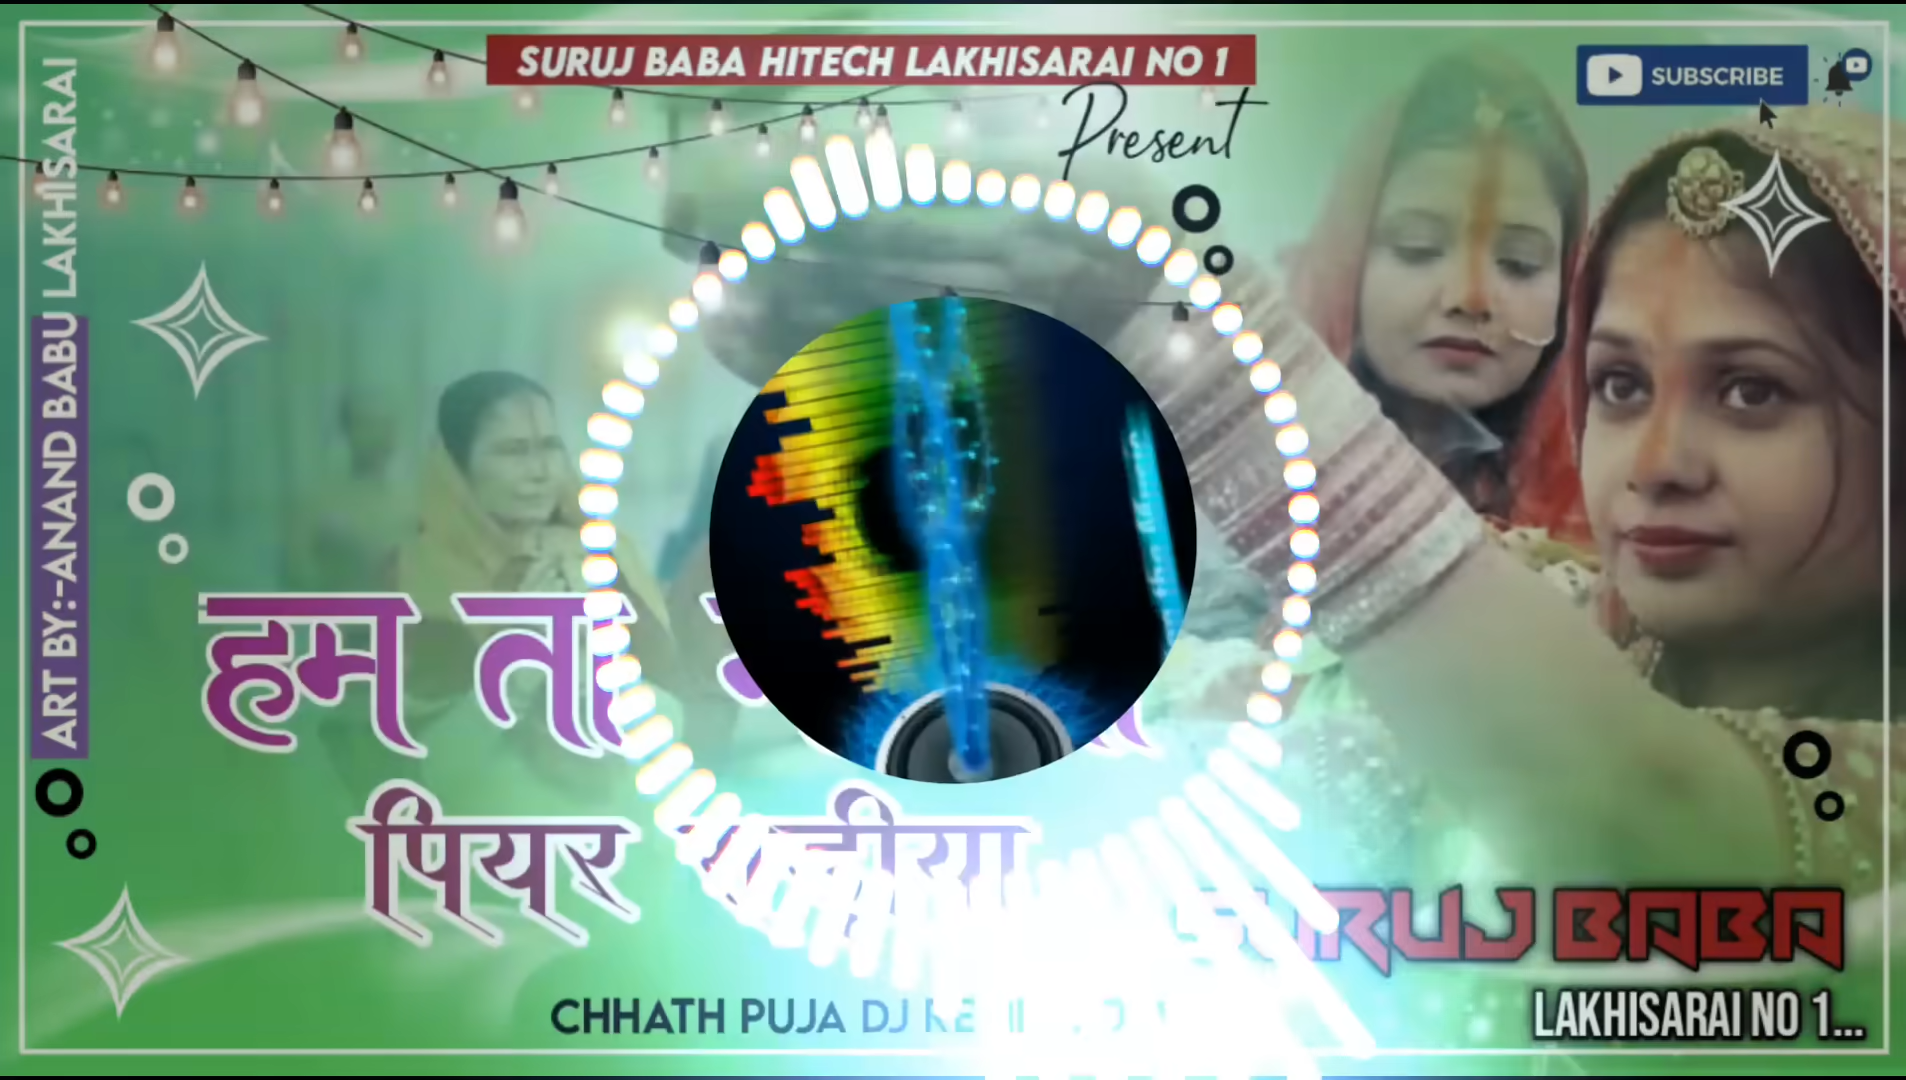 SURUJ BABA HITECH LAKHISARAI NO 1
Present
SUBSCRIBE
ART BY:-ANAND BABU LAKHISARAI
हम ता
पियर
SURUJ BABA
CHHATH PUJA DJ
LAKHISARAI NO 1...